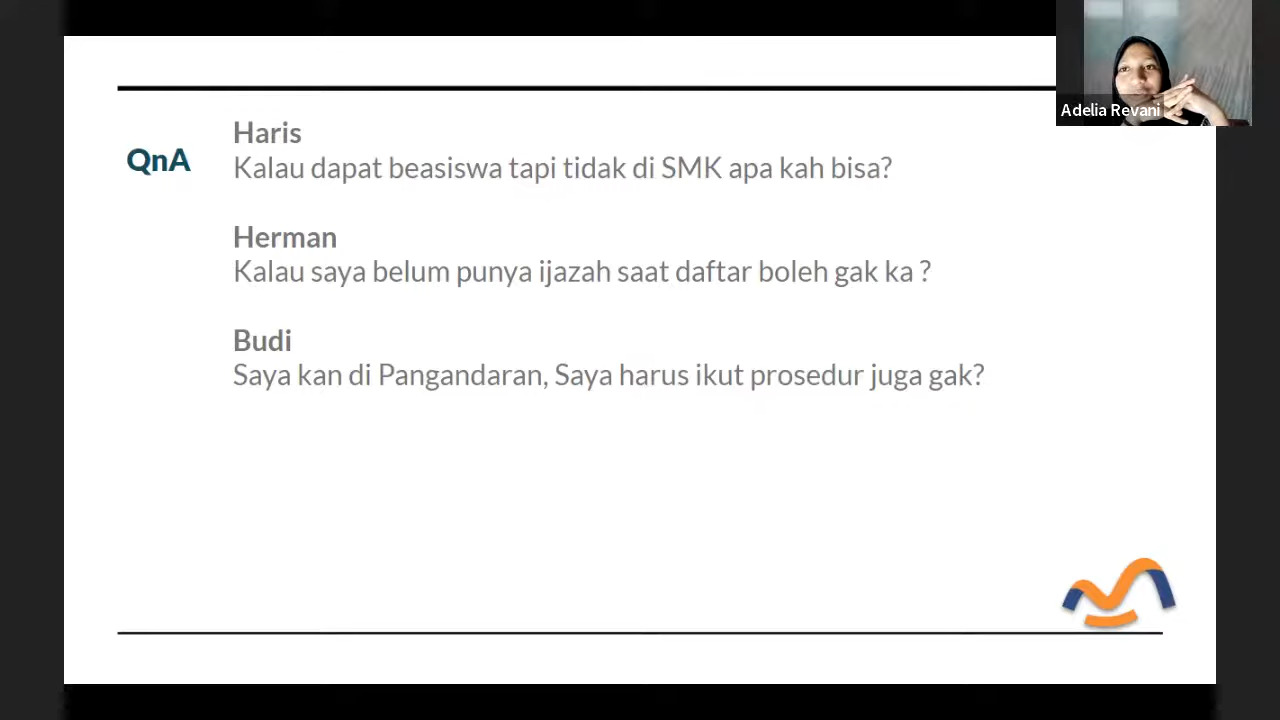 Adelia Revani
QnA
Haris
Kalau dapat beasiswa tapi tidak di SMK apa kah bisa?
Herman
Kalau saya belum punya ijazah saat daftar boleh gak ka ?
Budi
Saya kan di Pangandaran, Saya harus ikut prosedur juga gak?